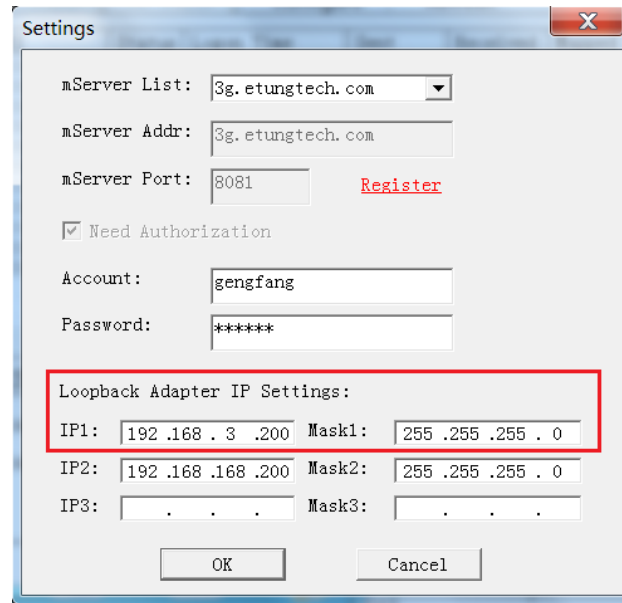 Settings
mServer List: 3g.etungtech.com
mServer Addr: 3g.etungtech.com
mServer Port: 8081 Register
Need Authorization
Account: gengfang
Password: ******
Loopback Adapter IP Settings:
IP1: 192 .168 . 3 .200 Mask1: 255 .255 .255 . 0
IP2: 192 .168 .168 .200 Mask2: 255 .255 .255 . 0
IP3: . . . Mask3: . . .
OK Cancel